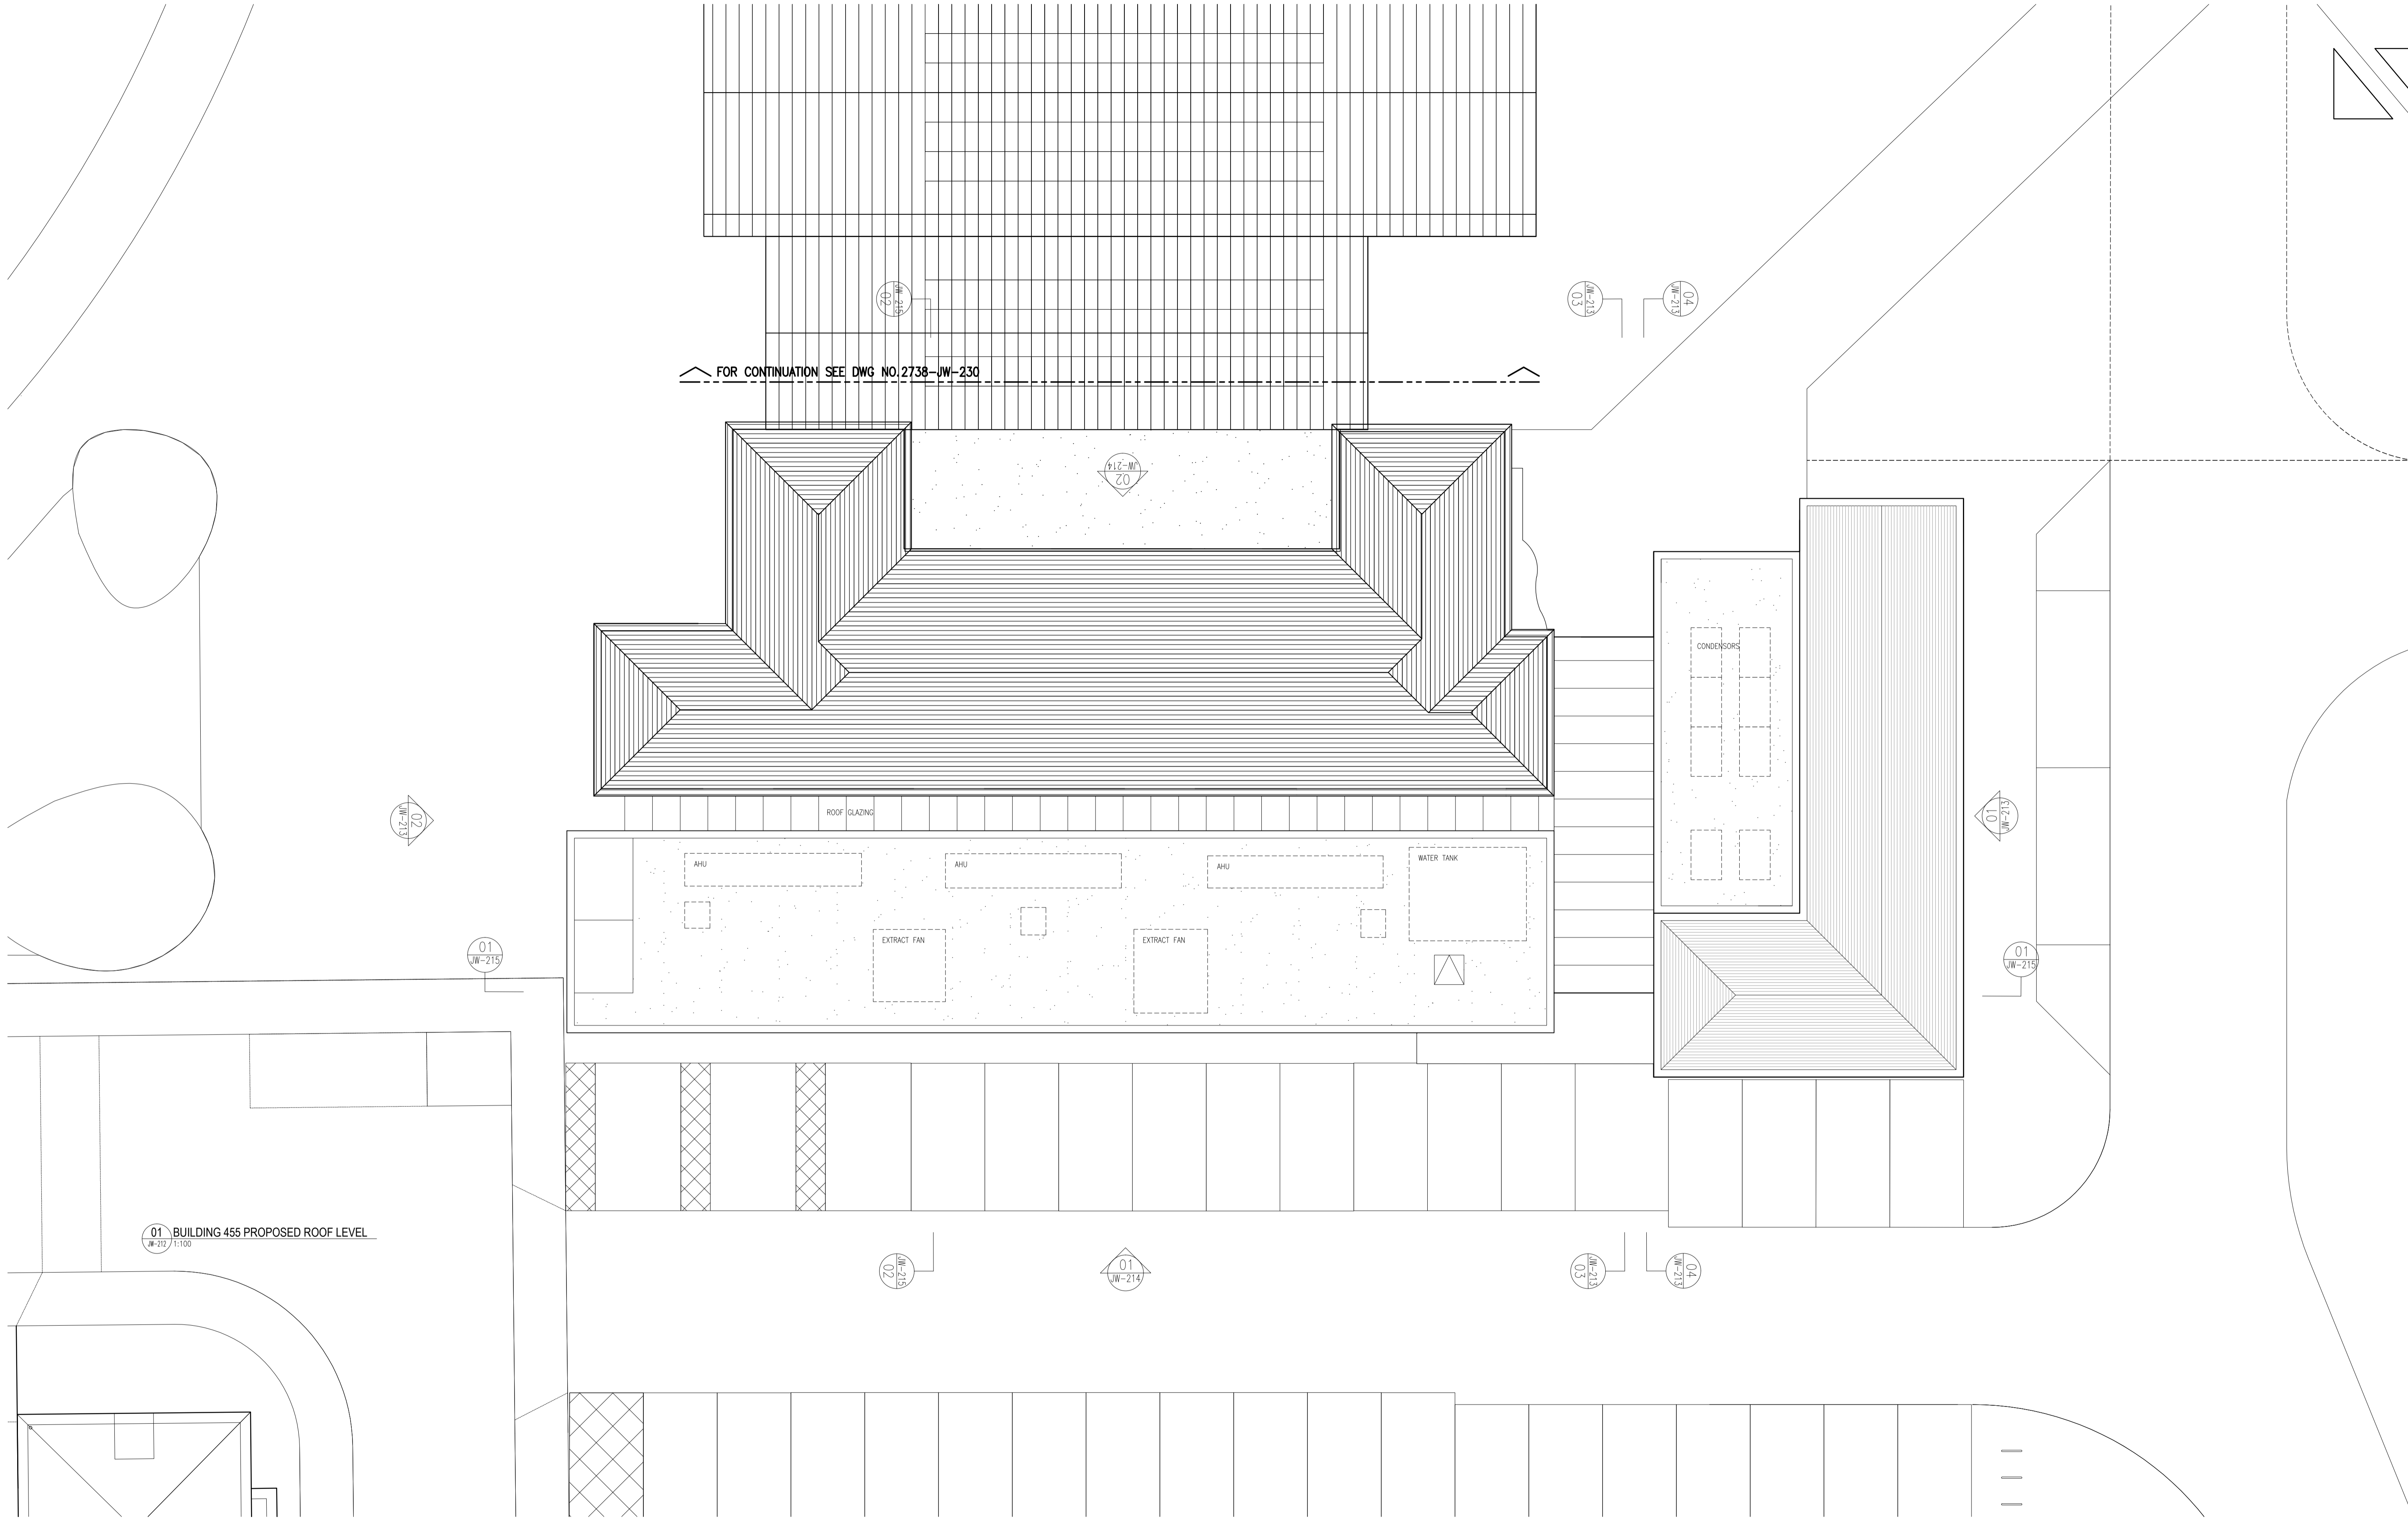 JW-215
02
JW-213
03
04
JW-213
FOR CONTINUATION SEE DWG NO.2738-JW-230
JW-214
02
CONDENSORS
ROOF GLAZING
02
JW-213
JW-213
01
AHU
AHU
AHU
WATER TANK
EXTRACT FAN
EXTRACT FAN
01
JW-215
01
JW-215
01
BUILDING 455 PROPOSED ROOF LEVEL
JW-212
1:100
JW-215
02
01
JW-214
JW-213
03
04
JW-213